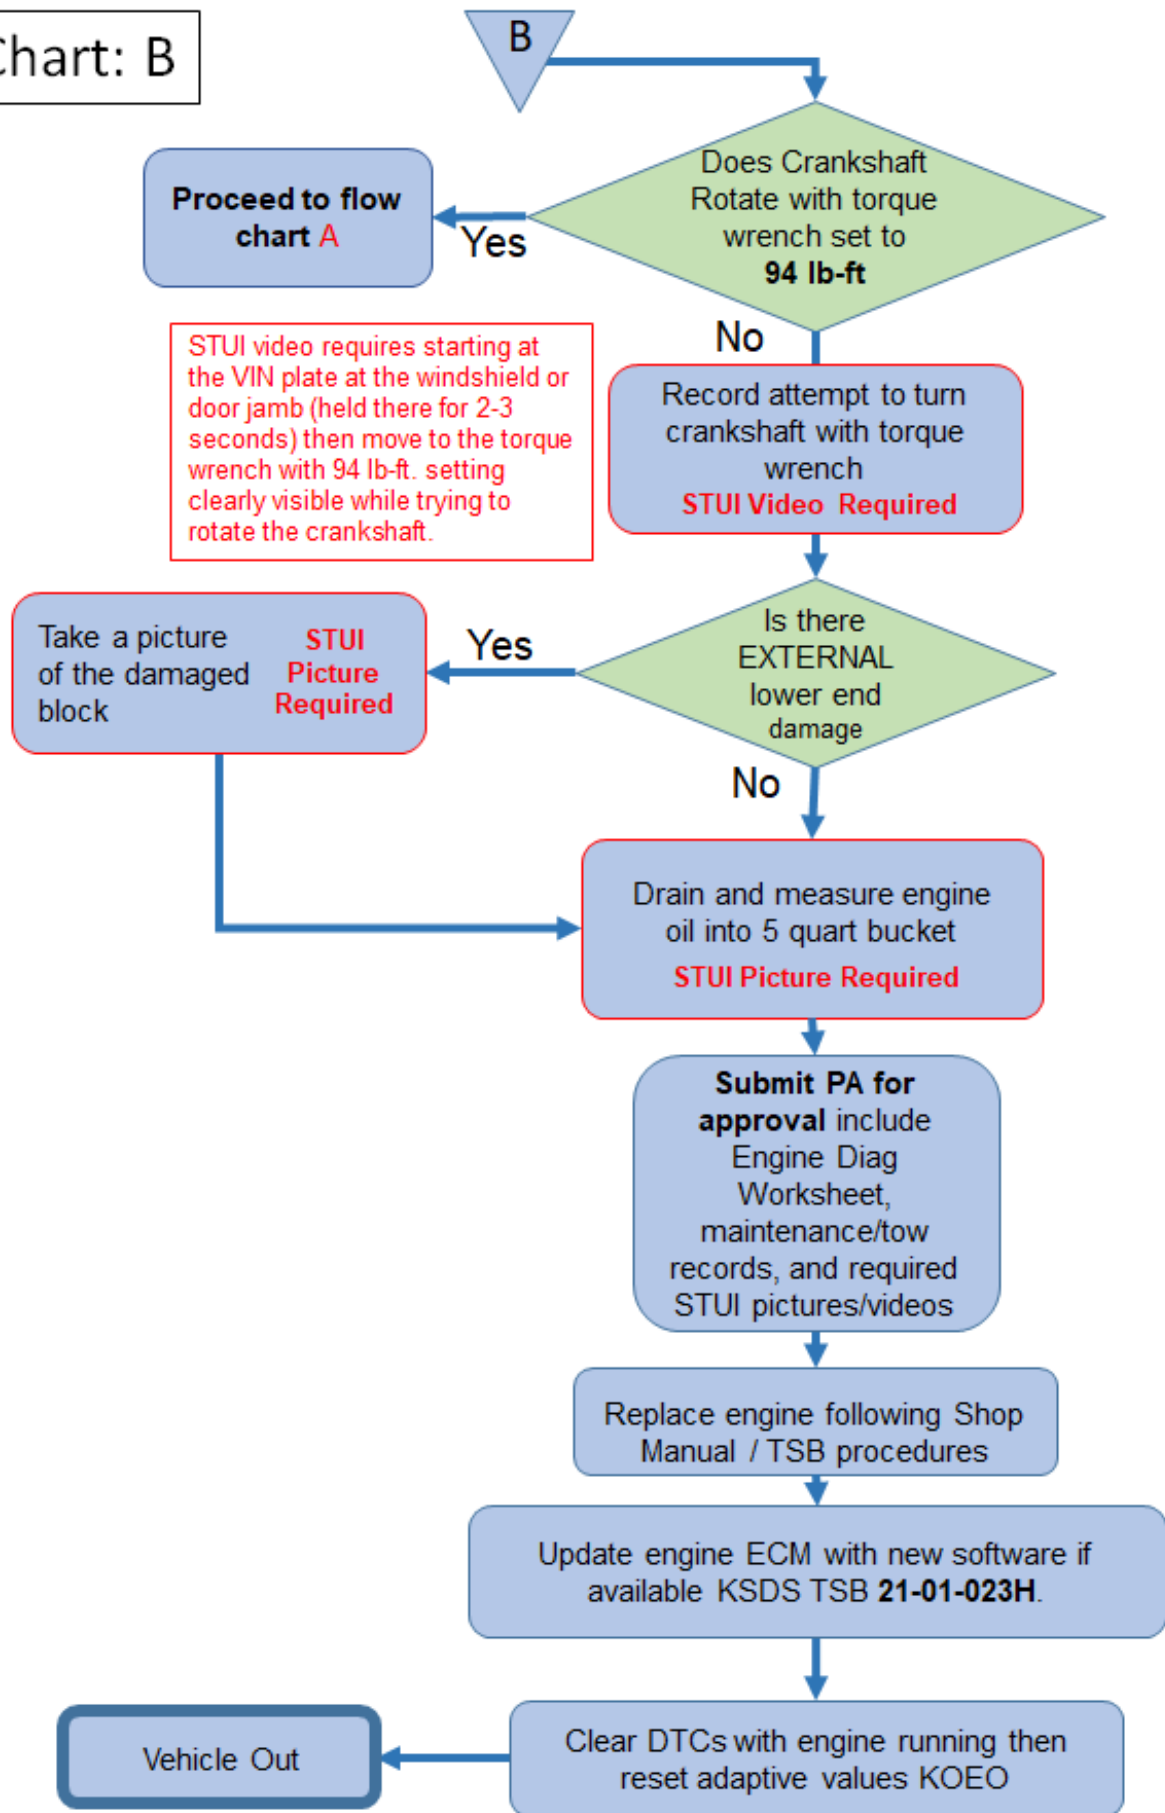 Chart: B
B
Does Crankshaft
Rotate with torque
wrench set to
94 lb-ft
Yes
Proceed to flow
chart A
No
STUI video requires starting at
the VIN plate at the windshield or
door jamb (held there for 2-3
seconds) then move to the torque
wrench with 94 lb-ft. setting
clearly visible while trying to
rotate the crankshaft.
Record attempt to turn
crankshaft with torque
wrench
STUI Video Required
Is there
EXTERNAL
lower end
damage
Yes
Take a picture
of the damaged
block
STUI
Picture
Required
No
Drain and measure engine
oil into 5 quart bucket
STUI Picture Required
Submit PA for
approval include
Engine Diag
Worksheet,
maintenance/tow
records, and required
STUI pictures/videos
Replace engine following Shop
Manual / TSB procedures
Update engine ECM with new software if
available KSDS TSB 21-01-023H.
Clear DTCs with engine running then
reset adaptive values KOEO
Vehicle Out